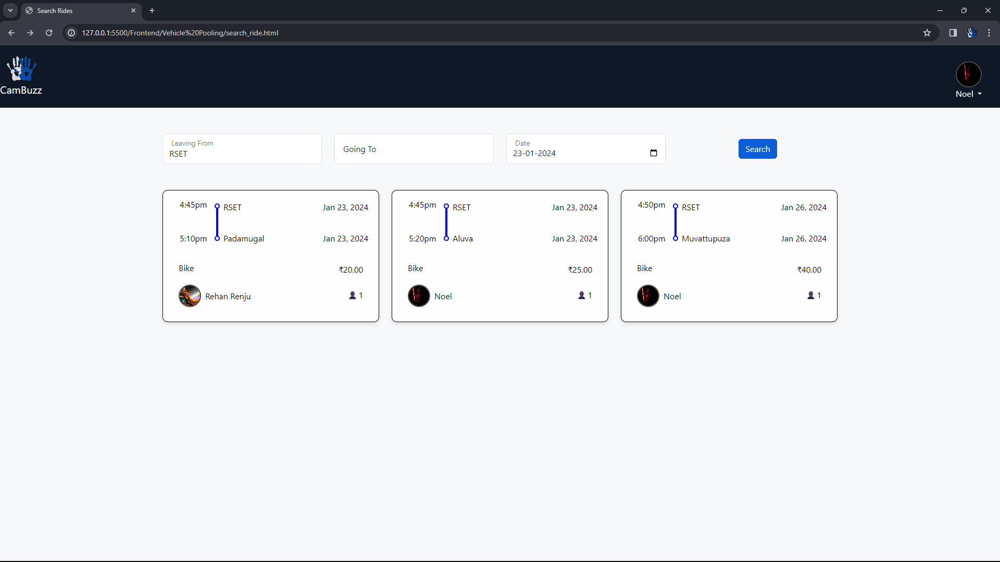 Search Rides
127.0.0.1:5500/Frontend/Vehicle%20Pooling/search_ride.html
CamBuzz
Noel
Leaving From
RSET
Going To
Date
23-01-2024
Search
4:45pm RSET Jan 23, 2024
5:10pm Padamugal Jan 23, 2024
Bike ₹20.00
Rehan Renju 1
4:45pm RSET Jan 23, 2024
5:20pm Aluva Jan 23, 2024
Bike ₹25.00
Noel 1
4:50pm RSET Jan 26, 2024
6:00pm Muvattupuza Jan 26, 2024
Bike ₹40.00
Noel 1